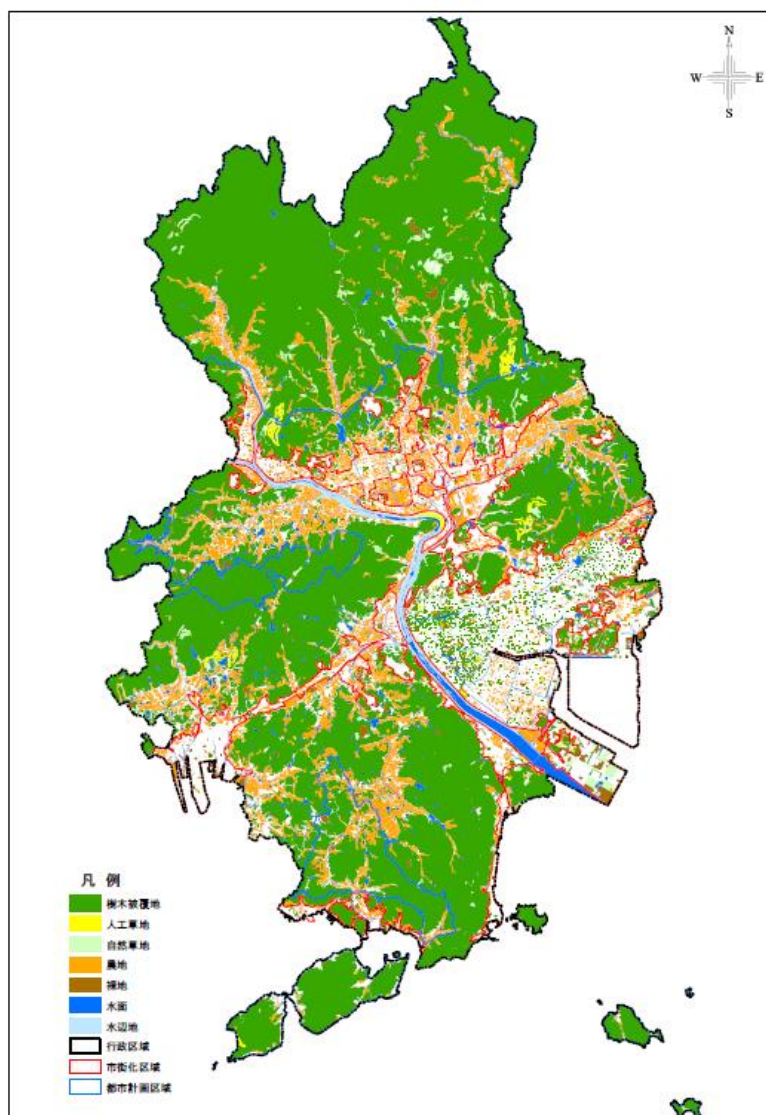 N
W E
S
凡 例
樹木被覆地
人工草地
自然草地
農地
裸地
水面
水辺地
行政区域
市街化区域
都市計画区域